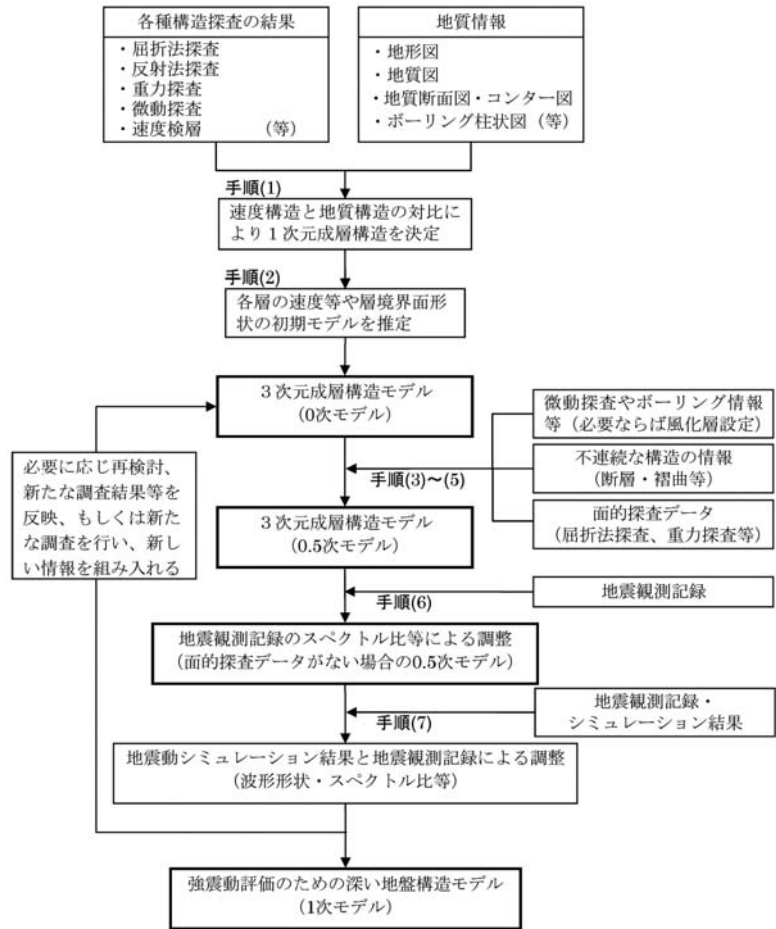 各種構造探査の結果
・屈折法探査
・反射法探査
・重力探査
・微動探査
・速度検層　　　（等）
地質情報
・地形図
・地質図
・地質断面図・コンター図
・ボーリング柱状図（等）
手順(1)
速度構造と地質構造の対比に
より１次元成層構造を決定
手順(2)
各層の速度等や層境界面形
状の初期モデルを推定
３次元成層構造モデル
(0次モデル)
微動探査やボーリング情報
等（必要ならば風化層設定）
不連続な構造の情報
（断層・褶曲等）
面的探査データ
（屈折法探査、重力探査等）
手順(3)～(5)
必要に応じ再検討、
新たな調査結果等を
反映、もしくは新た
な調査を行い、新し
い情報を組み入れる
３次元成層構造モデル
(0.5次モデル)
地震観測記録
手順(6)
地震観測記録のスペクトル比等による調整
（面的探査データがない場合の0.5次モデル）
地震観測記録・
シミュレーション結果
手順(7)
地震動シミュレーション結果と地震観測記録による調整
（波形形状・スペクトル比等）
強震動評価のための深い地盤構造モデル
(1次モデル)